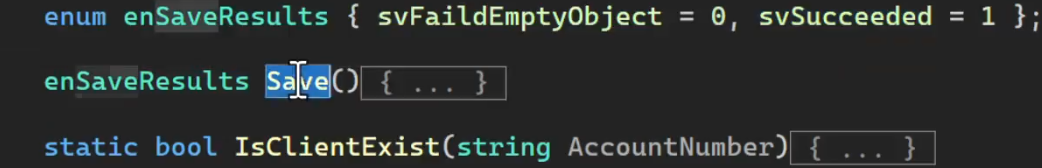 enum enSaveResults { svFaildEmptyObject = 0, svSucceeded = 1 };
enSaveResults Save() { ... }
static bool IsClientExist(string AccountNumber) { ... }